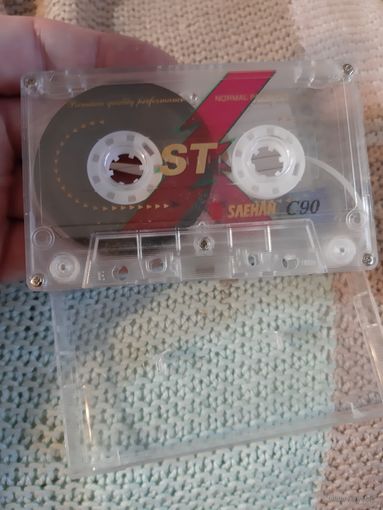 Premium quality performance
NORMAL
ST
SAEHAN C90